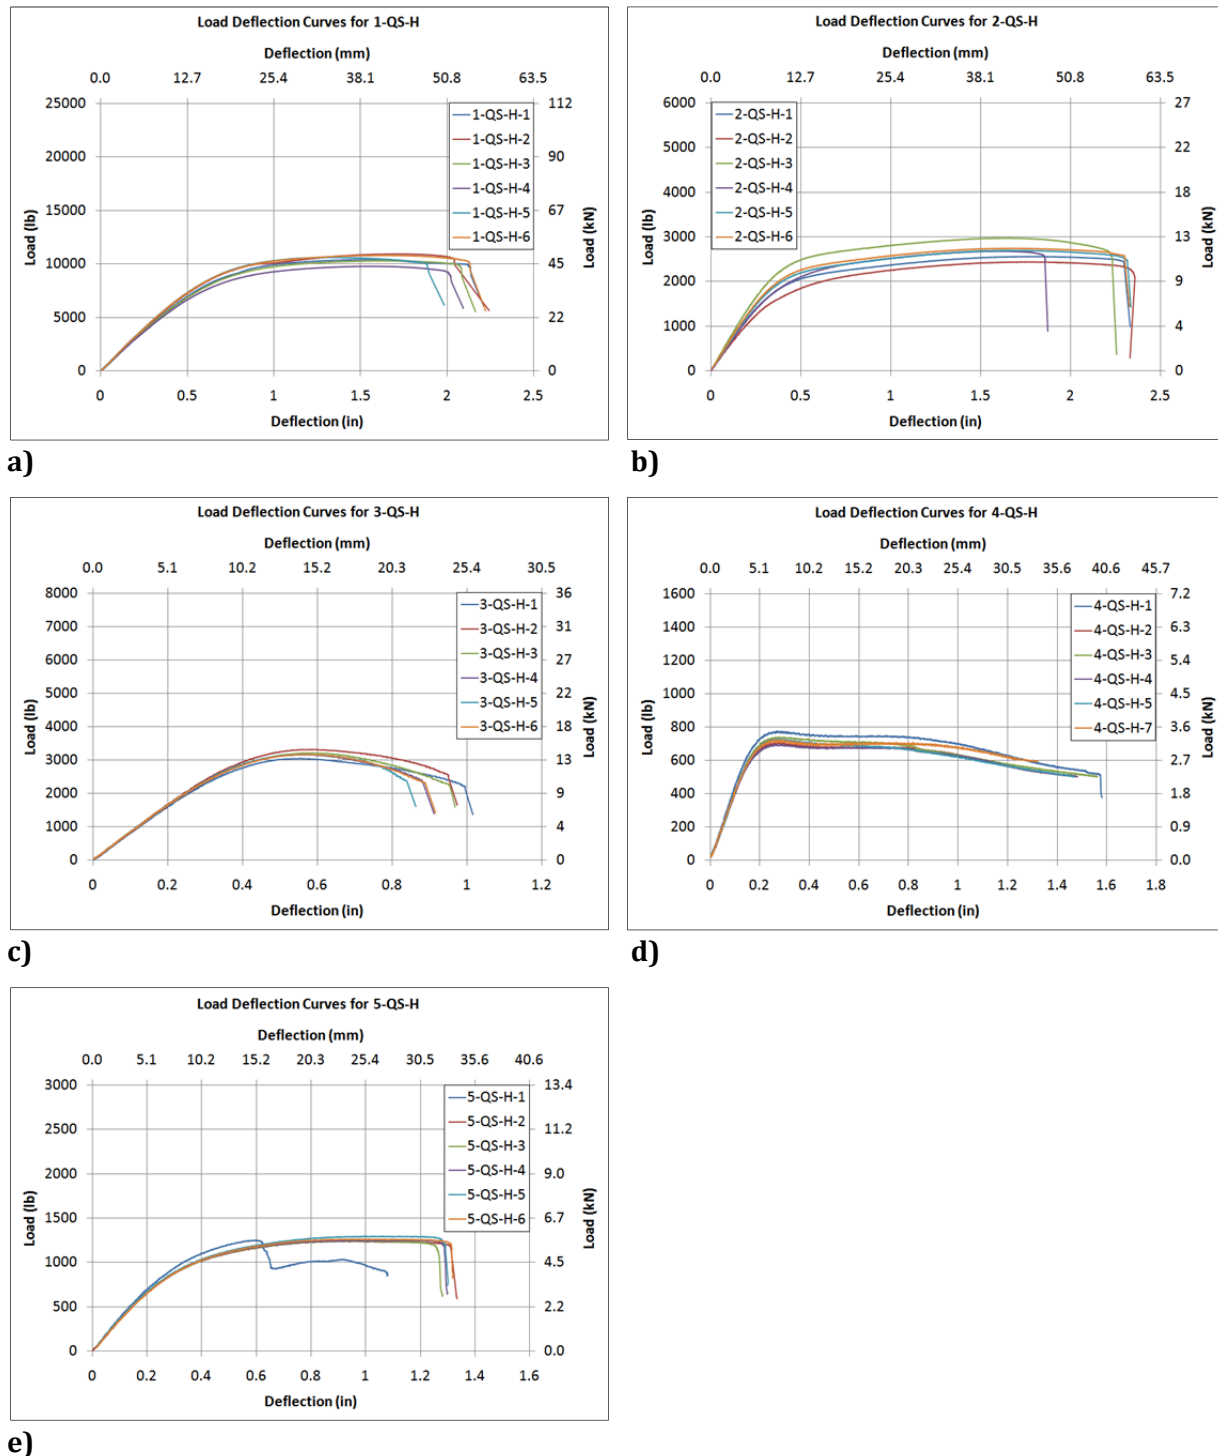 Load Deflection Curves for 1-QS-H
Deflection (mm)
0.0 12.7 25.4 38.1 50.8 63.5
25000 112
20000 90
15000 67
10000 45
5000 22
0 0
Load (lb)
Load (kN)
1-QS-H-1
1-QS-H-2
1-QS-H-3
1-QS-H-4
1-QS-H-5
1-QS-H-6
0 0.5 1 1.5 2 2.5
Deflection (in)
a)
Load Deflection Curves for 2-QS-H
Deflection (mm)
0.0 12.7 25.4 38.1 50.8 63.5
6000 27
5000 22
4000 18
3000 13
2000 9
1000 4
0 0
Load (lb)
Load (kN)
2-QS-H-1
2-QS-H-2
2-QS-H-3
2-QS-H-4
2-QS-H-5
2-QS-H-6
0 0.5 1 1.5 2 2.5
Deflection (in)
b)
Load Deflection Curves for 3-QS-H
Deflection (mm)
0.0 5.1 10.2 15.2 20.3 25.4 30.5
8000 36
7000 31
6000 27
5000 22
4000 18
3000 13
2000 9
1000 4
0 0
Load (lb)
Load (kN)
3-QS-H-1
3-QS-H-2
3-QS-H-3
3-QS-H-4
3-QS-H-5
3-QS-H-6
0 0.2 0.4 0.6 0.8 1 1.2
Deflection (in)
c)
Load Deflection Curves for 4-QS-H
Deflection (mm)
0.0 5.1 10.2 15.2 20.3 25.4 30.5 35.6 40.6 45.7
1600 7.2
1400 6.3
1200 5.4
1000 4.5
800 3.6
600 2.7
400 1.8
200 0.9
0 0.0
Load (lb)
Load (kN)
4-QS-H-1
4-QS-H-2
4-QS-H-3
4-QS-H-4
4-QS-H-5
4-QS-H-7
0 0.2 0.4 0.6 0.8 1 1.2 1.4 1.6 1.8
Deflection (in)
d)
Load Deflection Curves for 5-QS-H
Deflection (mm)
0.0 5.1 10.2 15.2 20.3 25.4 30.5 35.6 40.6
3000 13.4
2500 11.2
2000 9.0
1500 6.7
1000 4.5
500 2.2
0 0.0
Load (lb)
Load (kN)
5-QS-H-1
5-QS-H-2
5-QS-H-3
5-QS-H-4
5-QS-H-5
5-QS-H-6
0 0.2 0.4 0.6 0.8 1 1.2 1.4 1.6
Deflection (in)
e)